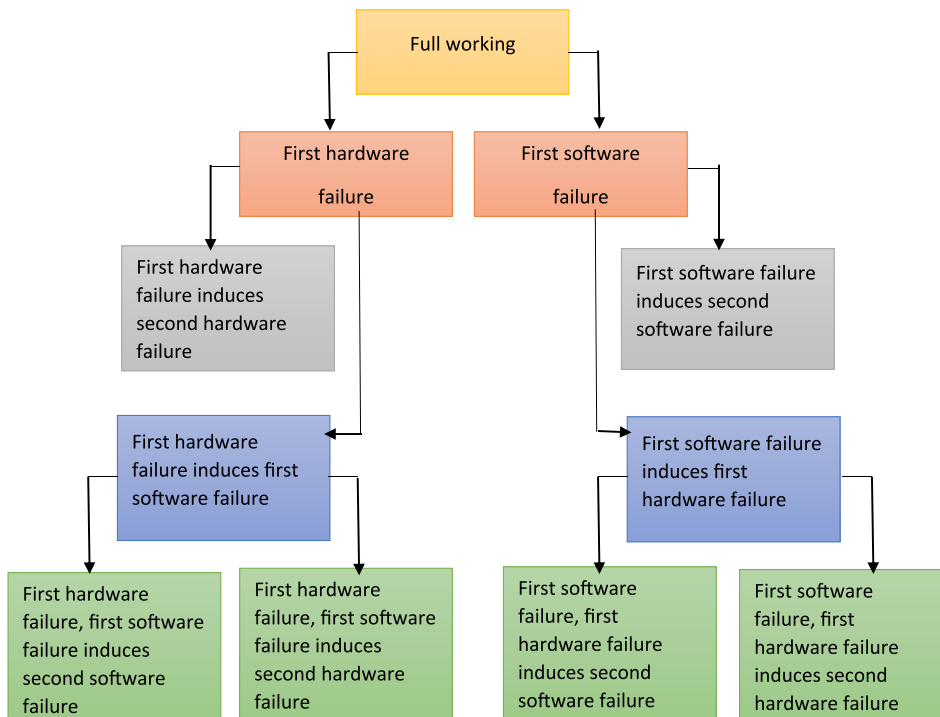 Full working
First hardware
failure
First software
failure
First hardware
failure induces
second hardware
failure
First software failure
induces second
software failure
First hardware
failure induces first
software failure
First software failure
induces first
hardware failure
First hardware
failure, first software
failure induces
second software
failure
First hardware
failure, first software
failure induces
second hardware
failure
First software
failure, first
hardware failure
induces second
software failure
First software
failure, first
hardware failure
induces second
hardware failure